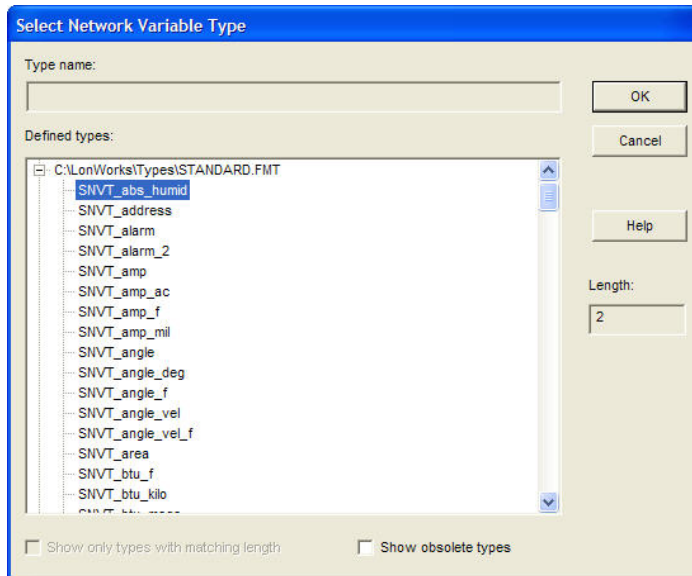 Select Network Variable Type
Type name:
OK
Defined types:
Cancel
C:\LonWorks\Types\STANDARD.FMT
SNVT_abs_humid
SNVT_address
SNVT_alarm
Help
SNVT_alarm_2
SNVT_amp
SNVT_amp_ac
Length:
SNVT_amp_f
2
SNVT_amp_mil
SNVT_angle
SNVT_angle_deg
SNVT_angle_f
SNVT_angle_vel
SNVT_angle_vel_f
SNVT_area
SNVT_btu_f
SNVT_btu_kilo
Show only types with matching length
Show obsolete types